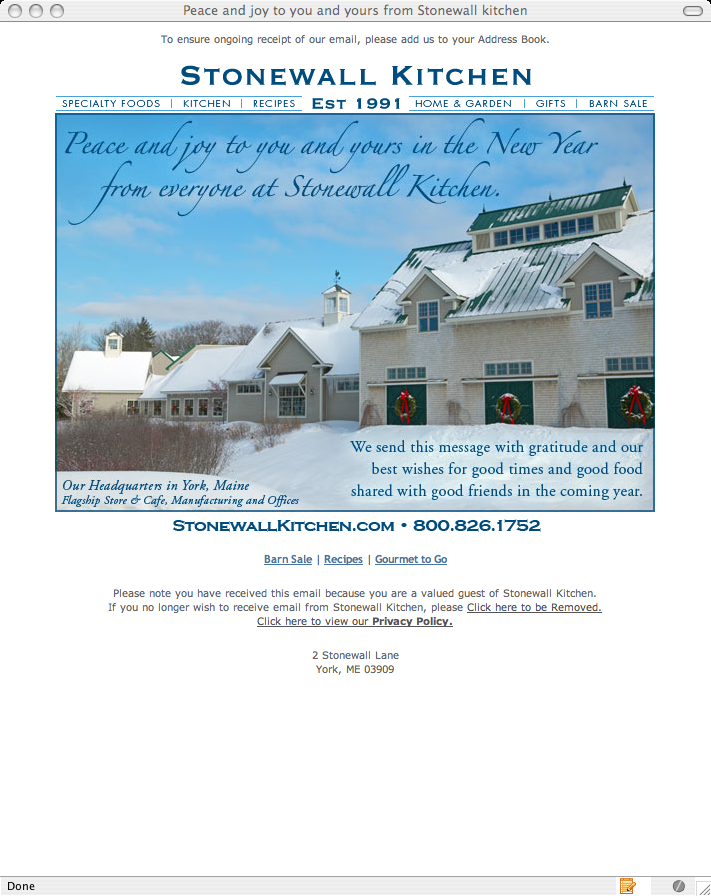 Peace and joy to you and yours from Stonewall kitchen
To ensure ongoing receipt of our email, please add us to your Address Book.
STONEWALL KITCHEN
SPECIALTY FOODS | KITCHEN | RECIPES EST 1991 HOME & GARDEN | GIFTS | BARN SALE
Peace and joy to you and yours in the New Year
from everyone at Stonewall Kitchen.
We send this message with gratitude and our
best wishes for good times and good food
shared with good friends in the coming year.
Our Headquarters in York, Maine
Flagship Store & Cafe, Manufacturing and Offices
STONEWALLKITCHEN.COM • 800.826.1752
Barn Sale | Recipes | Gourmet to Go
Please note you have received this email because you are a valued guest of Stonewall Kitchen.
If you no longer wish to receive email from Stonewall Kitchen, please Click here to be Removed.
Click here to view our Privacy Policy.
2 Stonewall Lane
York, ME 03909
Done